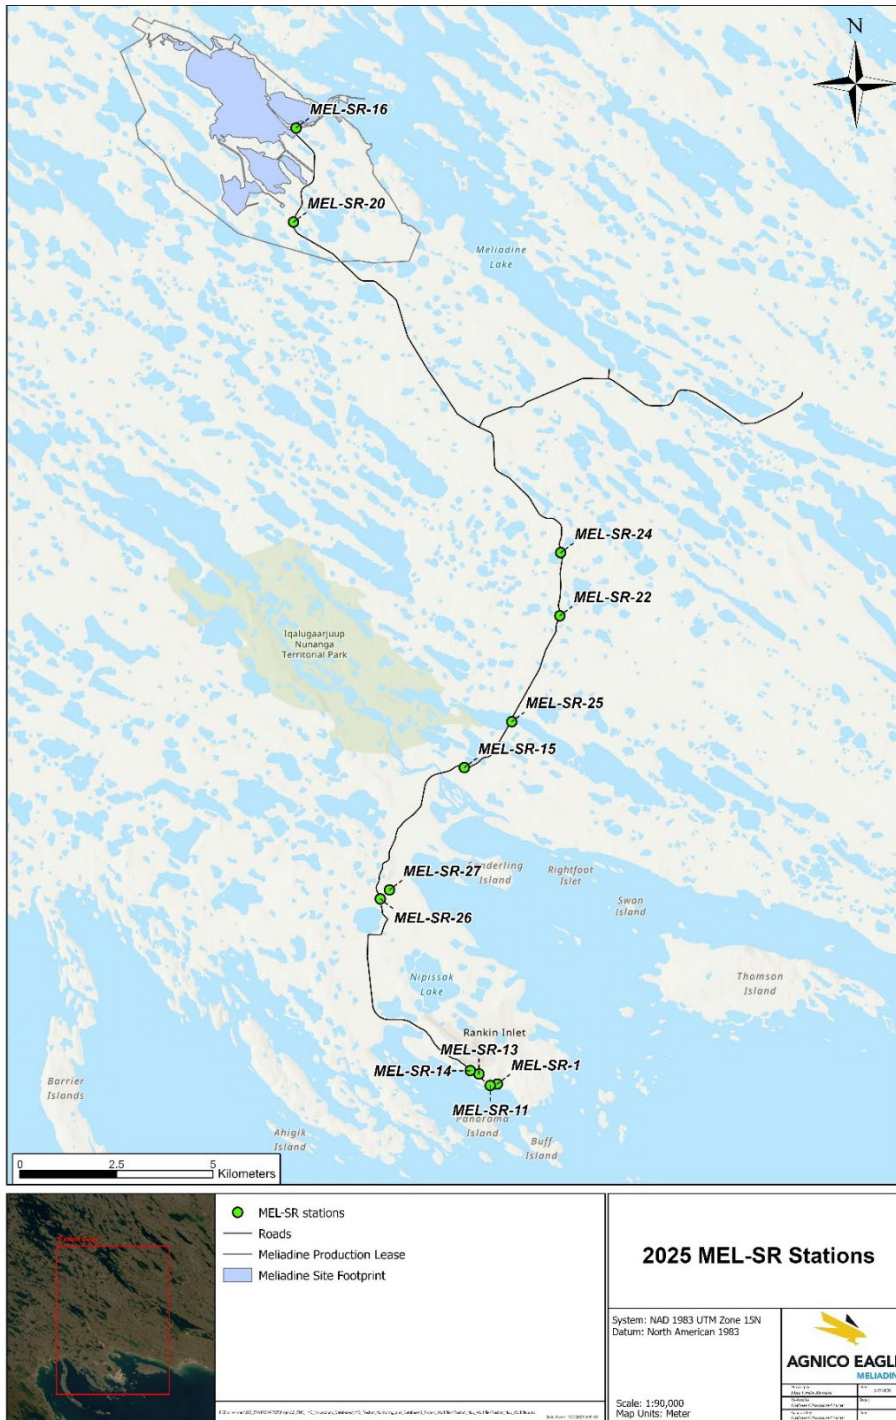 N
MEL-SR-16
MEL-SR-20
Meliadine
Lake
MEL-SR-24
MEL-SR-22
Iqalugaarjuup
Nunanga
Territorial Park
MEL-SR-25
MEL-SR-15
MEL-SR-27
Island
Rightfoot
Islet
MEL-SR-26
Swan
Island
Nipissak
Lake
Thomson
Island
Rankin Inlet
MEL-SR-13
MEL-SR-14
MEL-SR-1
MEL-SR-11
Barrier
Islands
Panorama
Island
Ahigik
Island
Buff
Island
0 2.5 5
Kilometers
MEL-SR stations
Roads
Meliadine Production Lease
Meliadine Site Footprint
2025 MEL-SR Stations
System: NAD 1983 UTM Zone 15N
Datum: North American 1983
Scale: 1:90,000
Map Units: Meter
AGNICO EAGLE
MELIADINE